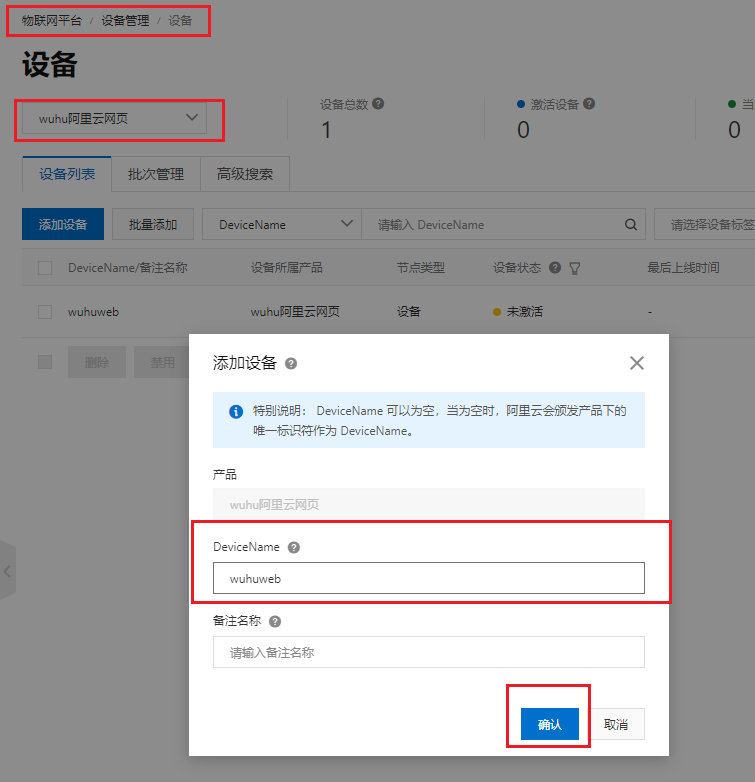 物联网平台 / 设备管理 / 设备
设备
wuhu阿里云网页
设备总数 ?
1
激活设备 ?
0
当
0
设备列表
批次管理
高级搜索
添加设备
批量添加
DeviceName
请输入 DeviceName
请选择设备标签
DeviceName/备注名称
设备所属产品
节点类型
设备状态 ?
最后上线时间
wuhuweb
wuhu阿里云网页
设备
未激活
-
删除
禁用
添加设备 ?
特别说明： DeviceName 可以为空，当为空时，阿里云会颁发产品下的
唯一标识符作为 DeviceName。
产品
wuhu阿里云网页
DeviceName ?
wuhuweb
备注名称 ?
请输入备注名称
确认
取消